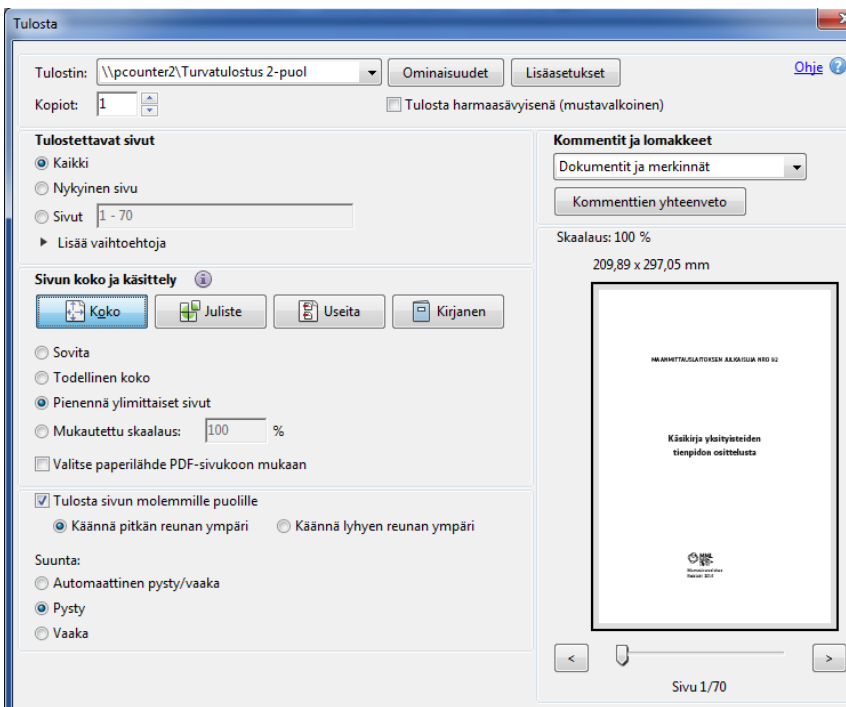 Tulosta
Tulostin: \\pcounter2\Turvatulostus 2-puol Ominaisuudet Lisäasetukset Ohje
Kopiot: 1 Tulosta harmaasävyisenä (mustavalkoinen)
Tulostettavat sivut
Kaikki
Nykyinen sivu
Sivut 1 - 70
Lisää vaihtoehtoja
Sivun koko ja käsittely
Koko Juliste Useita Kirjanen
Sovita
Todellinen koko
Pienennä ylimittaiset sivut
Mukautettu skaalaus: 100 %
Valitse paperilähde PDF-sivukoon mukaan
Tulosta sivun molemmille puolille
Käännä pitkän reunan ympäri Käännä lyhyen reunan ympäri
Suunta:
Automaattinen pysty/vaaka
Pysty
Vaaka
Kommentit ja lomakkeet
Dokumentit ja merkinnät
Kommenttien yhteenveto
Skaalaus: 100 %
209,89 x 297,05 mm
MAANMITTAUSLAITOKSEN JULKAISUJA NRO 92
Käsikirja yksityisteiden
tienpidon osittelusta
MML
< >
Sivu 1/70